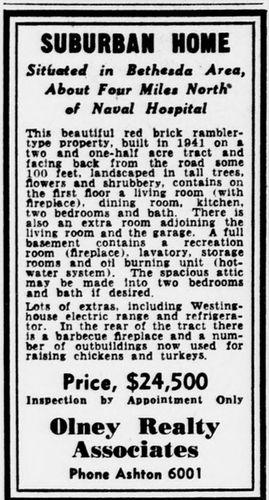 SUBURBAN HOME
Situated in Bethesda Area,
About Four Miles North
of Naval Hospital
This beautiful red brick rambler-
type property, built in 1941 on a
two and one-half acre tract and
facing back from the road some
100 feet, landscaped in tall trees,
flowers and shrubbery, contains on
the first floor a living room (with
fireplace), dining room, kitchen,
two bedrooms and bath. There is
also an extra room adjoining the
living room and the garage. A full
basement contains a recreation
room (fireplace), lavatory, storage
rooms and oil burning unit (hot-
water system). The spacious attic
may be made into two bedrooms
and bath if desired.
Lots of extras, including Westing-
house electric range and refrigera-
tor. In the rear of the tract there
is a barbecue fireplace and a num-
ber of outbuildings now used for
raising chickens and turkeys.
Price, $24,500
Inspection by Appointment Only
Olney Realty
Associates
Phone Ashton 6001